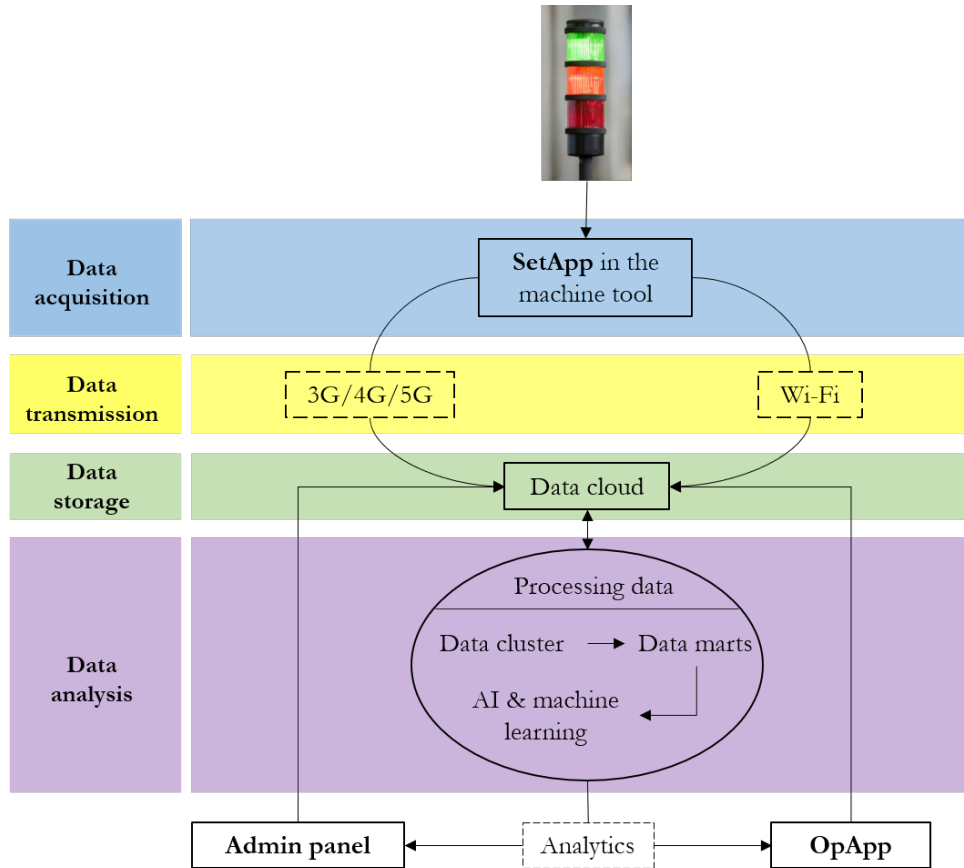 Data
acquisition
SetApp in the
machine tool
Data
transmission
3G/4G/5G
Wi-Fi
Data
storage
Data cloud
Data
analysis
Processing data
Data cluster
Data marts
AI & machine
learning
Admin panel
Analytics
OpApp